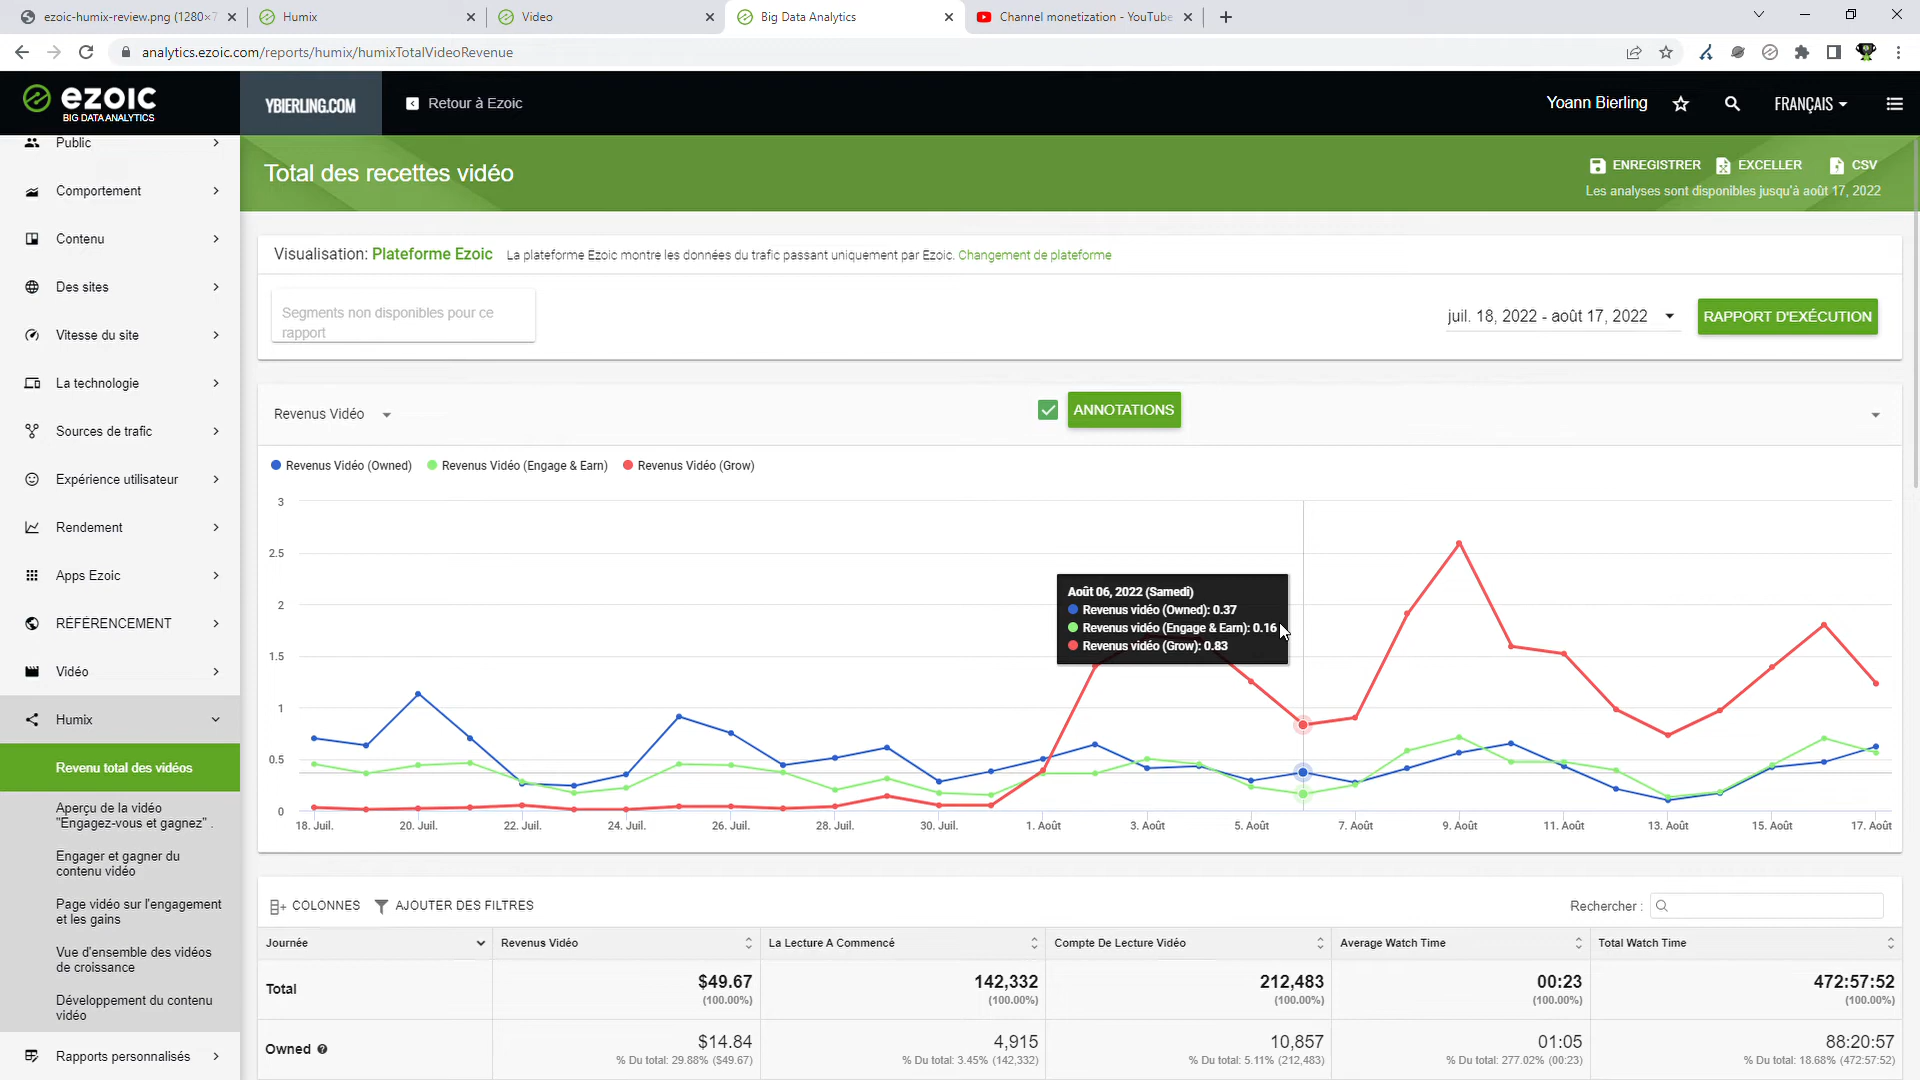 ezoic-humix-review.png (1280×7
Humix
Video
Big Data Analytics
Channel monetization - YouTube
analytics.ezoic.com/reports/humix/humixTotalVideoRevenue
ezoic
BIG DATA ANALYTICS
YBIERLING.COM
Retour à Ezoic
Yoann Bierling
FRANÇAIS
Public
Comportement
Contenu
Des sites
Vitesse du site
La technologie
Sources de trafic
Expérience utilisateur
Rendement
Apps Ezoic
RÉFÉRENCEMENT
Vidéo
Humix
Revenu total des vidéos
Aperçu de la vidéo
"Engagez-vous et gagnez" .
Engager et gagner du
contenu vidéo
Page vidéo sur l'engagement
et les gains
Vue d'ensemble des vidéos
de croissance
Développement du contenu
vidéo
Rapports personnalisés
Total des recettes vidéo
ENREGISTRER
EXCELLER
CSV
Les analyses sont disponibles jusqu'à août 17, 2022
Visualisation: Plateforme Ezoic
La plateforme Ezoic montre les données du trafic passant uniquement par Ezoic. Changement de plateforme
Segments non disponibles pour ce
rapport
juil. 18, 2022 - août 17, 2022
RAPPORT D'EXÉCUTION
Revenus Vidéo
ANNOTATIONS
Revenus Vidéo (Owned)
Revenus Vidéo (Engage & Earn)
Revenus Vidéo (Grow)
3
2.5
2
1.5
1
0.5
0
Août 06, 2022 (Samedi)
Revenus vidéo (Owned): 0.37
Revenus vidéo (Engage & Earn): 0.16
Revenus vidéo (Grow): 0.83
18. Juil.
20. Juil.
22. Juil.
24. Juil.
26. Juil.
28. Juil.
30. Juil.
1. Août
3. Août
5. Août
7. Août
9. Août
11. Août
13. Août
15. Août
17. Août
COLONNES
AJOUTER DES FILTRES
Rechercher :
Journée
Revenus Vidéo
La Lecture A Commencé
Compte De Lecture Vidéo
Average Watch Time
Total Watch Time
Total
$49.67
(100.00%)
142,332
(100.00%)
212,483
(100.00%)
00:23
(100.00%)
472:57:52
(100.00%)
Owned
$14.84
% Du total: 29.88% ($49.67)
4,915
% Du total: 3.45% (142,332)
10,857
% Du total: 5.11% (212,483)
01:05
% Du total: 277.02% (00:23)
88:20:57
% Du total: 18.68% (472:57:52)